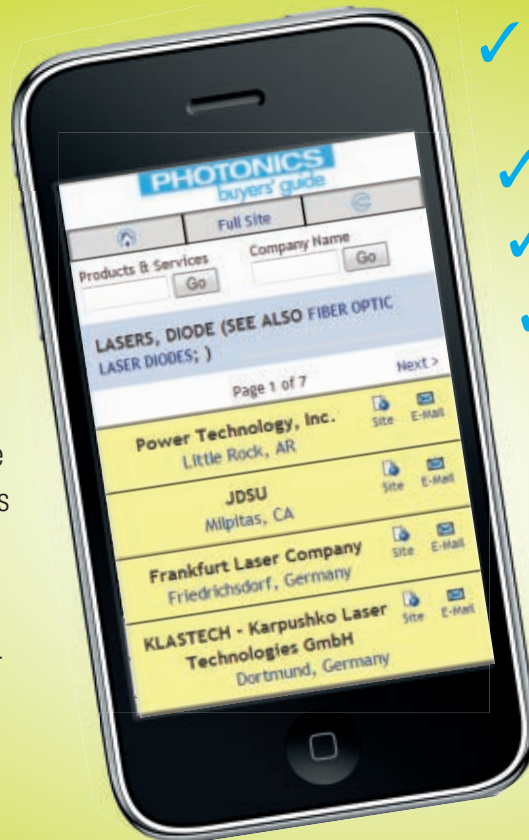 PHOTONICS
buyers' guide
Full Site
Products & Services
Company Name
Go
Go
LASERS, DIODE (SEE ALSO FIBER OPTIC
LASER DIODES; )
Page 1 of 7
Next >
Power Technology, Inc.
Little Rock, AR
Site E-Mail
JDSU
Milpitas, CA
Site E-Mail
Frankfurt Laser Company
Friedrichsdorf, Germany
Site E-Mail
KLASTECH - Karpushko Laser
Technologies GmbH
Dortmund, Germany
Site E-Mail